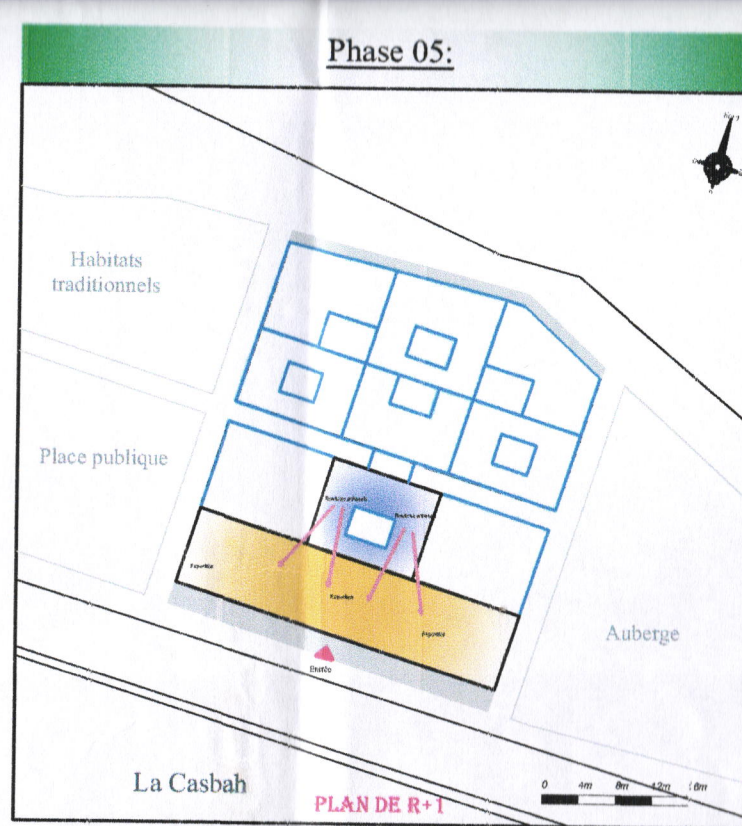 Phase 05:
Habitats
traditionnels
Place publique
Exposition
Exposition
Exposition
Auberge
Entrée
La Casbah
PLAN DE R+1
0 4m 8m 12m 16m